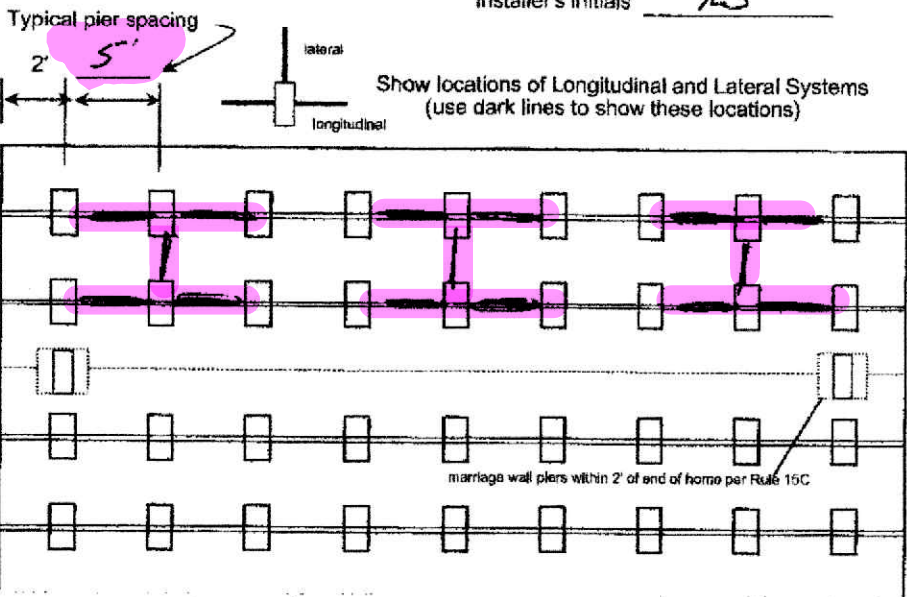 Installer's initials
Typical pier spacing
2'
5'
lateral
longitudinal
Show locations of Longitudinal and Lateral Systems
(use dark lines to show these locations)
marriage wall piers within 2' of end of home per Rule 15C